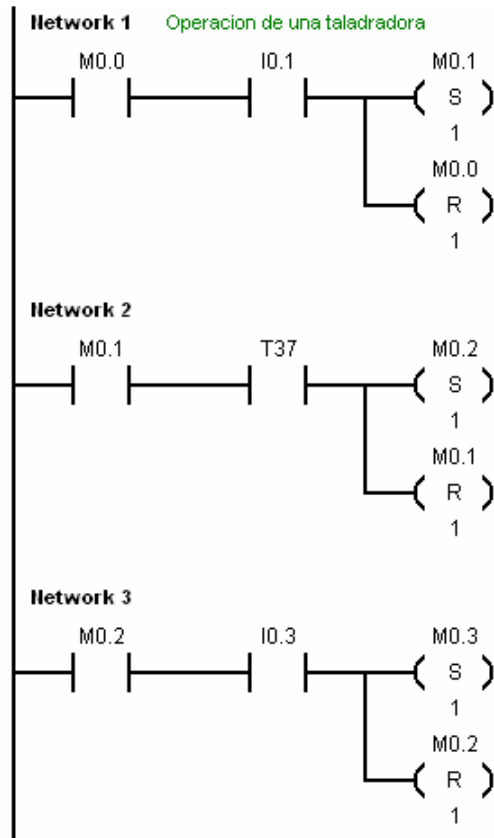 Network 1 Operacion de una taladradora
M0.0 I0.1 M0.1
S
1
M0.0
R
1
Network 2
M0.1 T37 M0.2
S
1
M0.1
R
1
Network 3
M0.2 I0.3 M0.3
S
1
M0.2
R
1